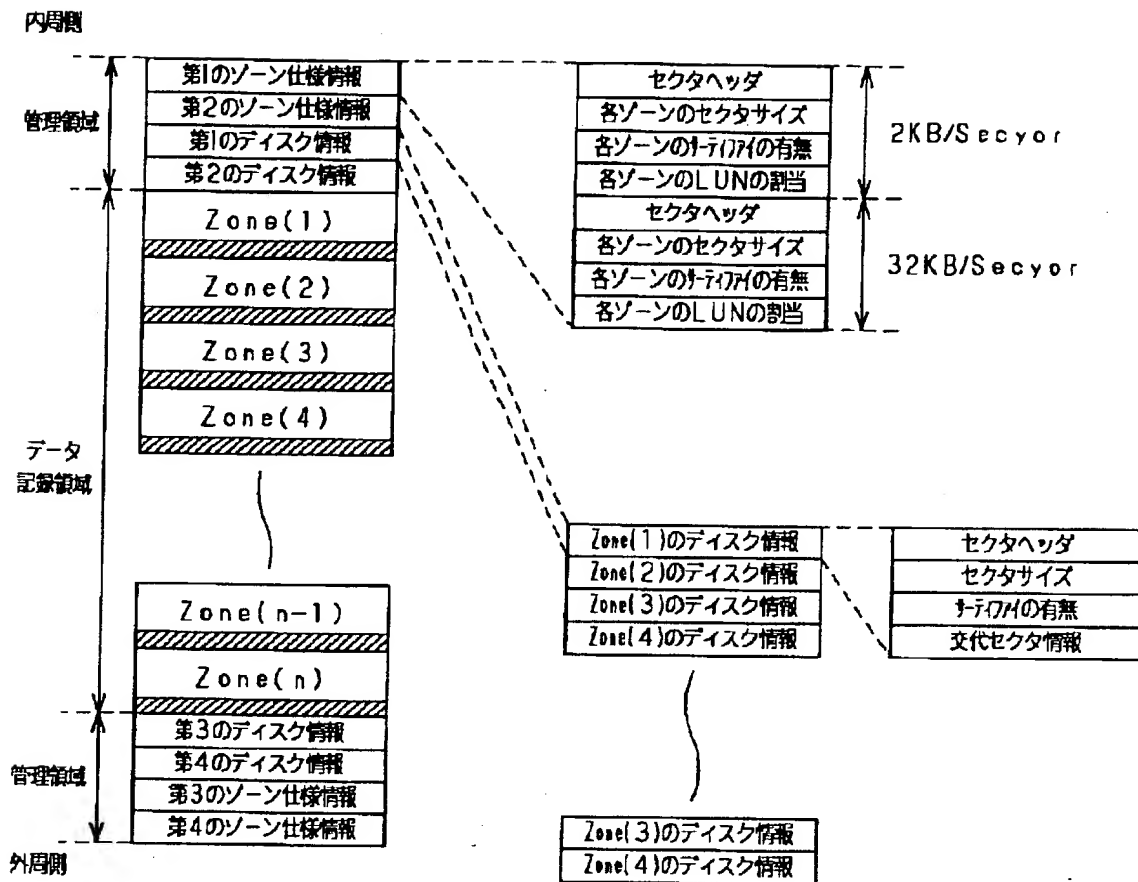 内周側
管理領域
第1のゾーン仕様情報
第2のゾーン仕様情報
第1のディスク情報
第2のディスク情報
Zone(1)
Zone(2)
Zone(3)
Zone(4)
データ
記録領域
Zone(n-1)
Zone(n)
管理領域
第3のディスク情報
第4のディスク情報
第3のゾーン仕様情報
第4のゾーン仕様情報
外周側
セクタヘッダ
各ゾーンのセクタサイズ
各ゾーンのサーティファイの有無
各ゾーンのLUNの割当
2KB/Secyor
セクタヘッダ
各ゾーンのセクタサイズ
各ゾーンのサーティファイの有無
各ゾーンのLUNの割当
32KB/Secyor
Zone(1)のディスク情報
Zone(2)のディスク情報
Zone(3)のディスク情報
Zone(4)のディスク情報
セクタヘッダ
セクタサイズ
サーティファイの有無
交代セクタ情報
Zone(3)のディスク情報
Zone(4)のディスク情報